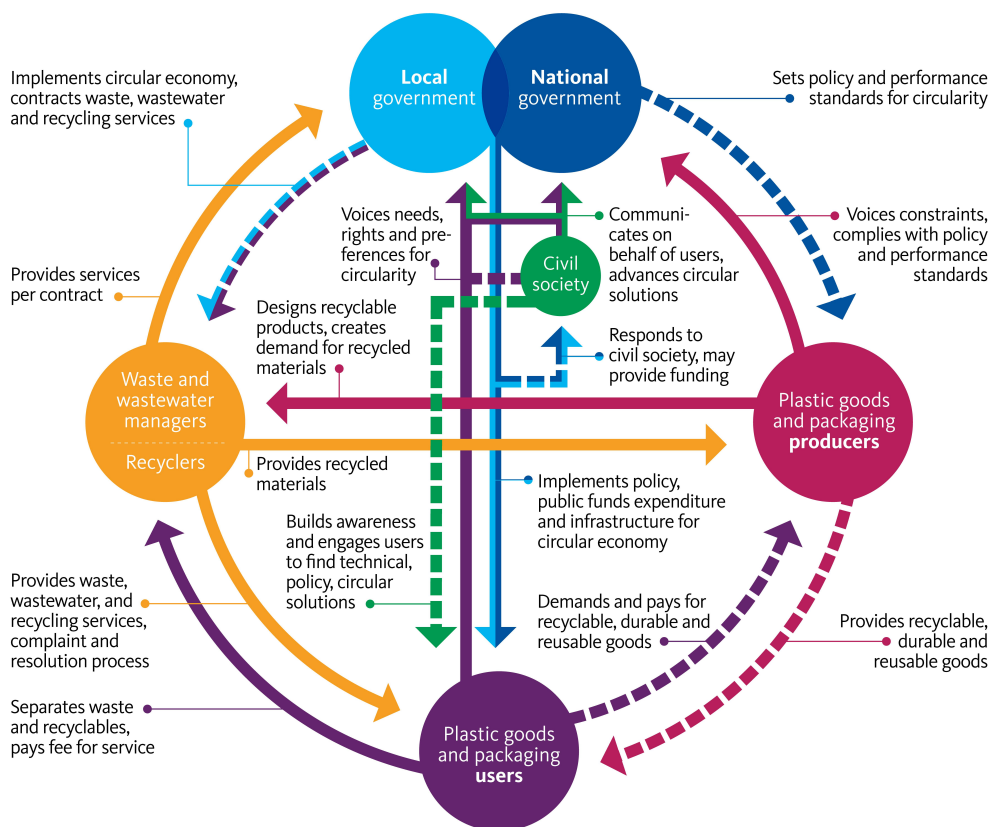 Local
government
National
government
Implements circular economy,
contracts waste, wastewater
and recycling services
Sets policy and performance
standards for circularity
Voices needs,
rights and pre-
ferences for
circularity
Communi-
cates on
behalf of users,
advances circular
solutions
Voices constraints,
complies with policy
and performance
standards
Civil
society
Provides services
per contract
Designs recyclable
products, creates
demand for recycled
materials
Responds to
civil society, may
provide funding
Waste and
wastewater
managers
Recyclers
Plastic goods
and packaging
producers
Provides recycled
materials
Implements policy,
public funds expenditure
and infrastructure for
circular economy
Builds awareness
and engages users
to find technical,
policy, circular
solutions
Provides waste,
wastewater, and
recycling services,
complaint and
resolution process
Demands and pays for
recyclable, durable and
reusable goods
Provides recyclable,
durable and
reusable goods
Separates waste
and recyclables,
pays fee for service
Plastic goods
and packaging
users